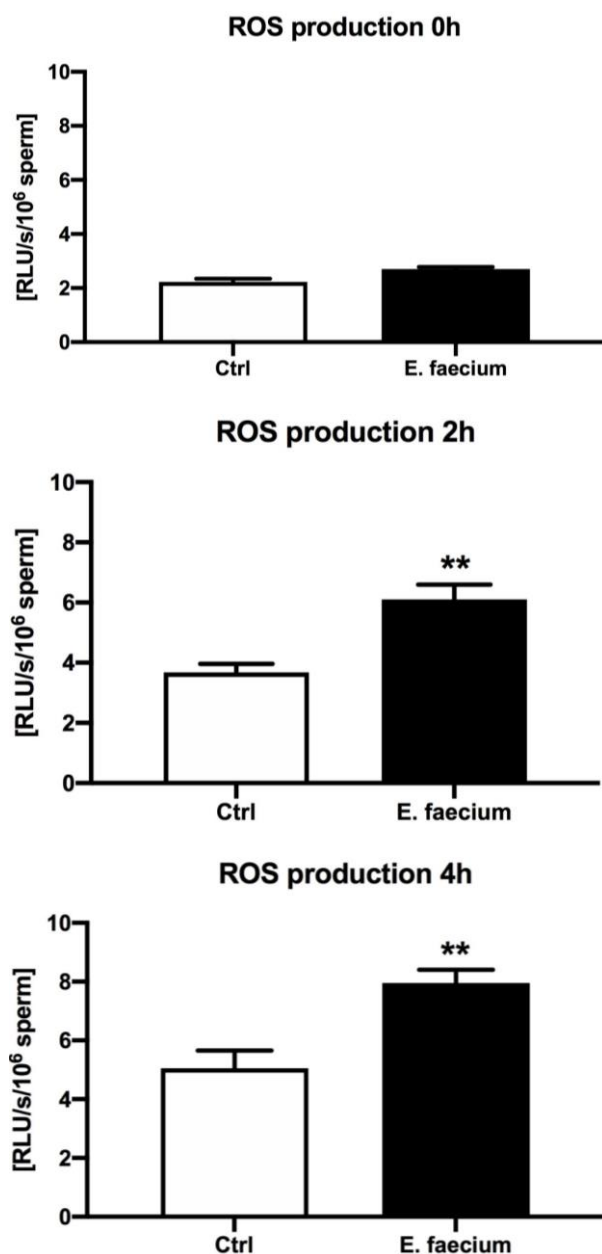 ROS production 0h
[RLU/s/10⁶ sperm]
10
8
6
4
2
0
Ctrl E. faecium
ROS production 2h
[RLU/s/10⁶ sperm]
10
8
6
4
2
0
**
Ctrl E. faecium
ROS production 4h
[RLU/s/10⁶ sperm]
10
8
6
4
2
0
**
Ctrl E. faecium